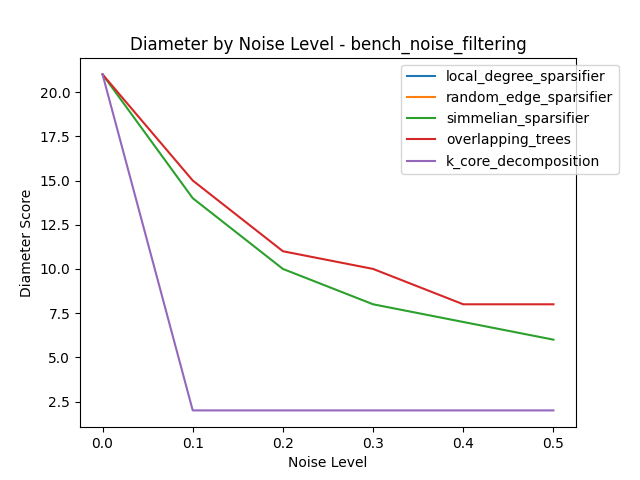 Diameter by Noise Level - bench_noise_filtering
local_degree_sparsifier
random_edge_sparsifier
simmelian_sparsifier
overlapping_trees
k_core_decomposition
Diameter Score
20.0
17.5
15.0
12.5
10.0
7.5
5.0
2.5
0.0 0.1 0.2 0.3 0.4 0.5
Noise Level